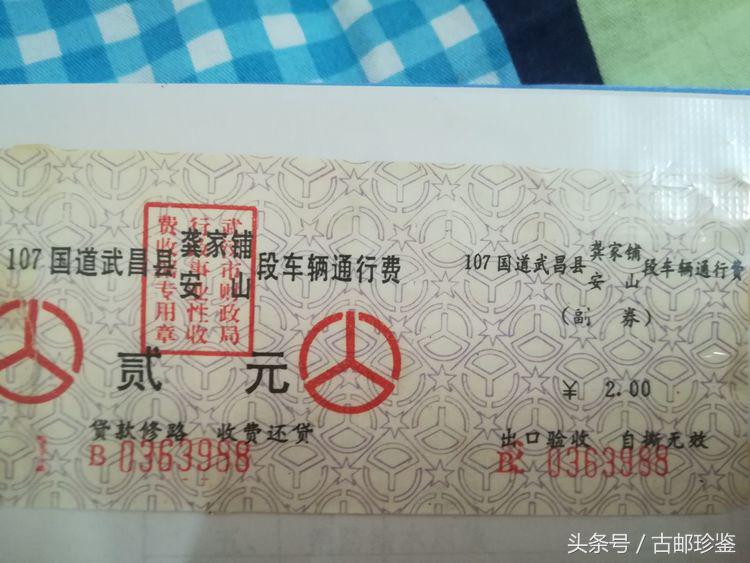 107国道武昌县龚家铺安山段车辆通行费
武汉市财政局
行政事业性收
费收据专用章
贰 元
贷款修路 收费还贷
B 0363988
107国道武昌县龚家铺安山段车辆通行费
(副 券)
¥ 2.00
出口验收 自撕无效
B 0363988
头条号 / 古邮珍鉴